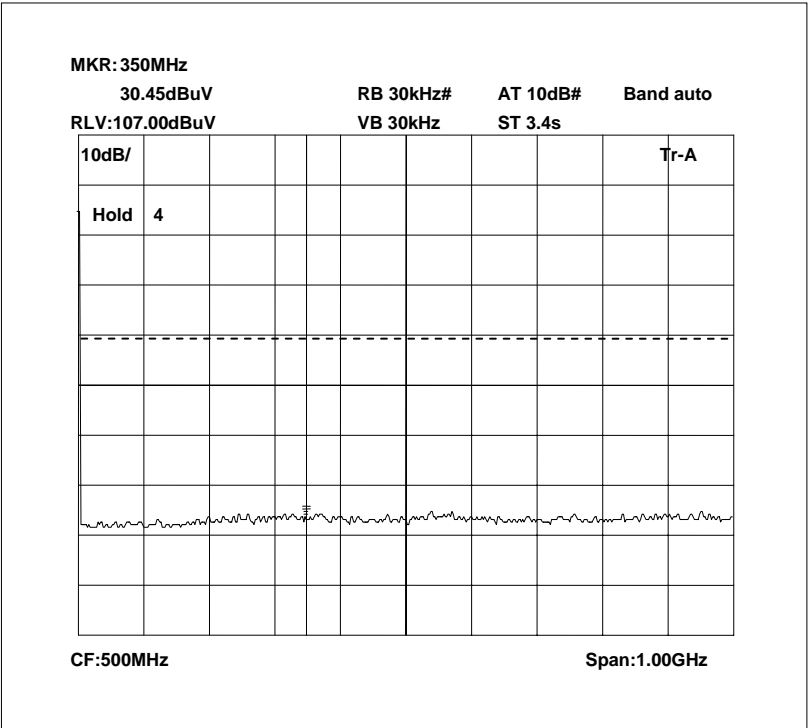 MKR: 350MHz
30.45dBuV RB 30kHz# AT 10dB# Band auto
RLV:107.00dBuV VB 30kHz ST 3.4s
10dB/ Tr-A
Hold 4
CF:500MHz Span:1.00GHz